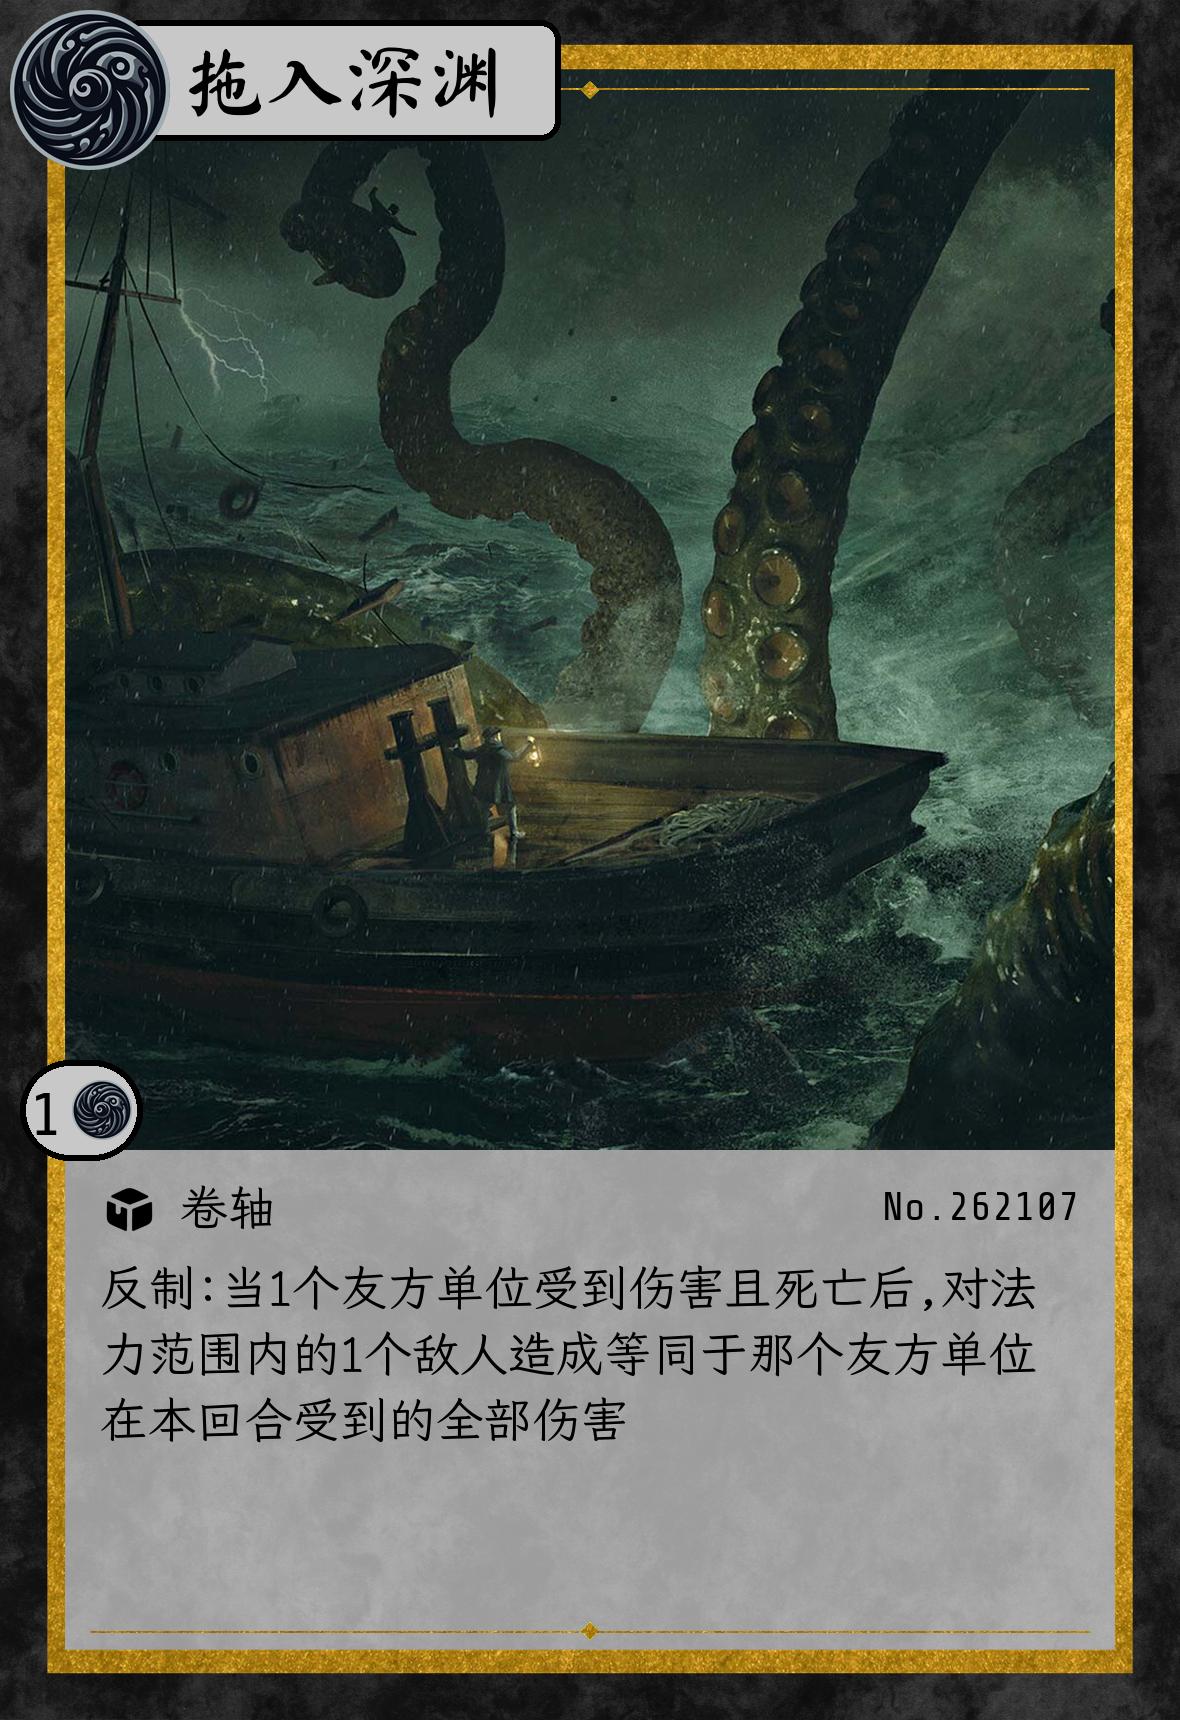 拖入深渊
1
卷轴
No.262107
反制:当1个友方单位受到伤害且死亡后,对法
力范围内的1个敌人造成等同于那个友方单位
在本回合受到的全部伤害